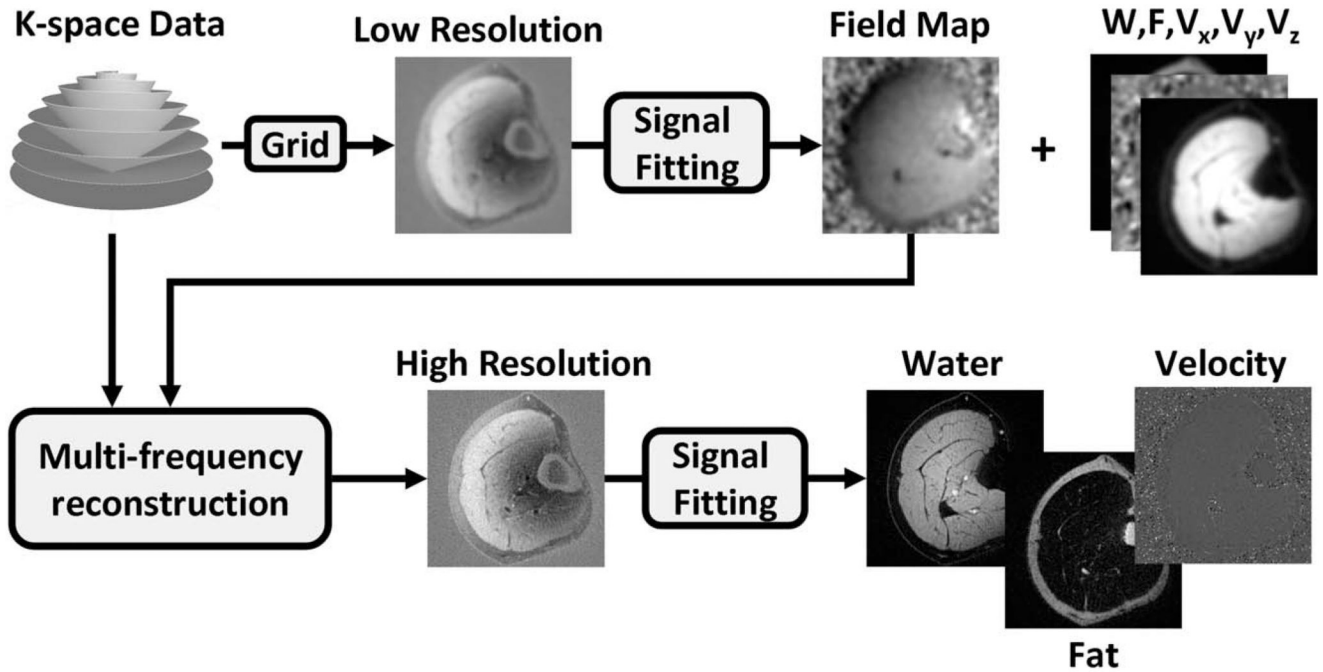 K-space Data
Low Resolution
Field Map
W,F,Vx,Vy,Vz
Grid
Signal
Fitting
+
High Resolution
Water
Velocity
Multi-frequency
reconstruction
Signal
Fitting
Fat